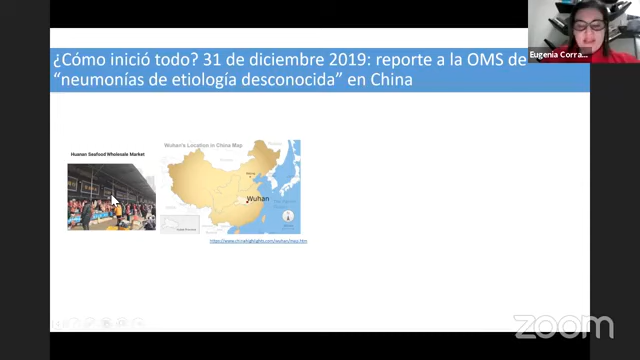 ¿Cómo inició todo? 31 de diciembre 2019: reporte a la OMS de
“neumonías de etiología desconocida” en China
Eugenia Corra...
Huanan Seafood Wholesale Market
Wuhan's Location in China Map
Wuhan
zoom